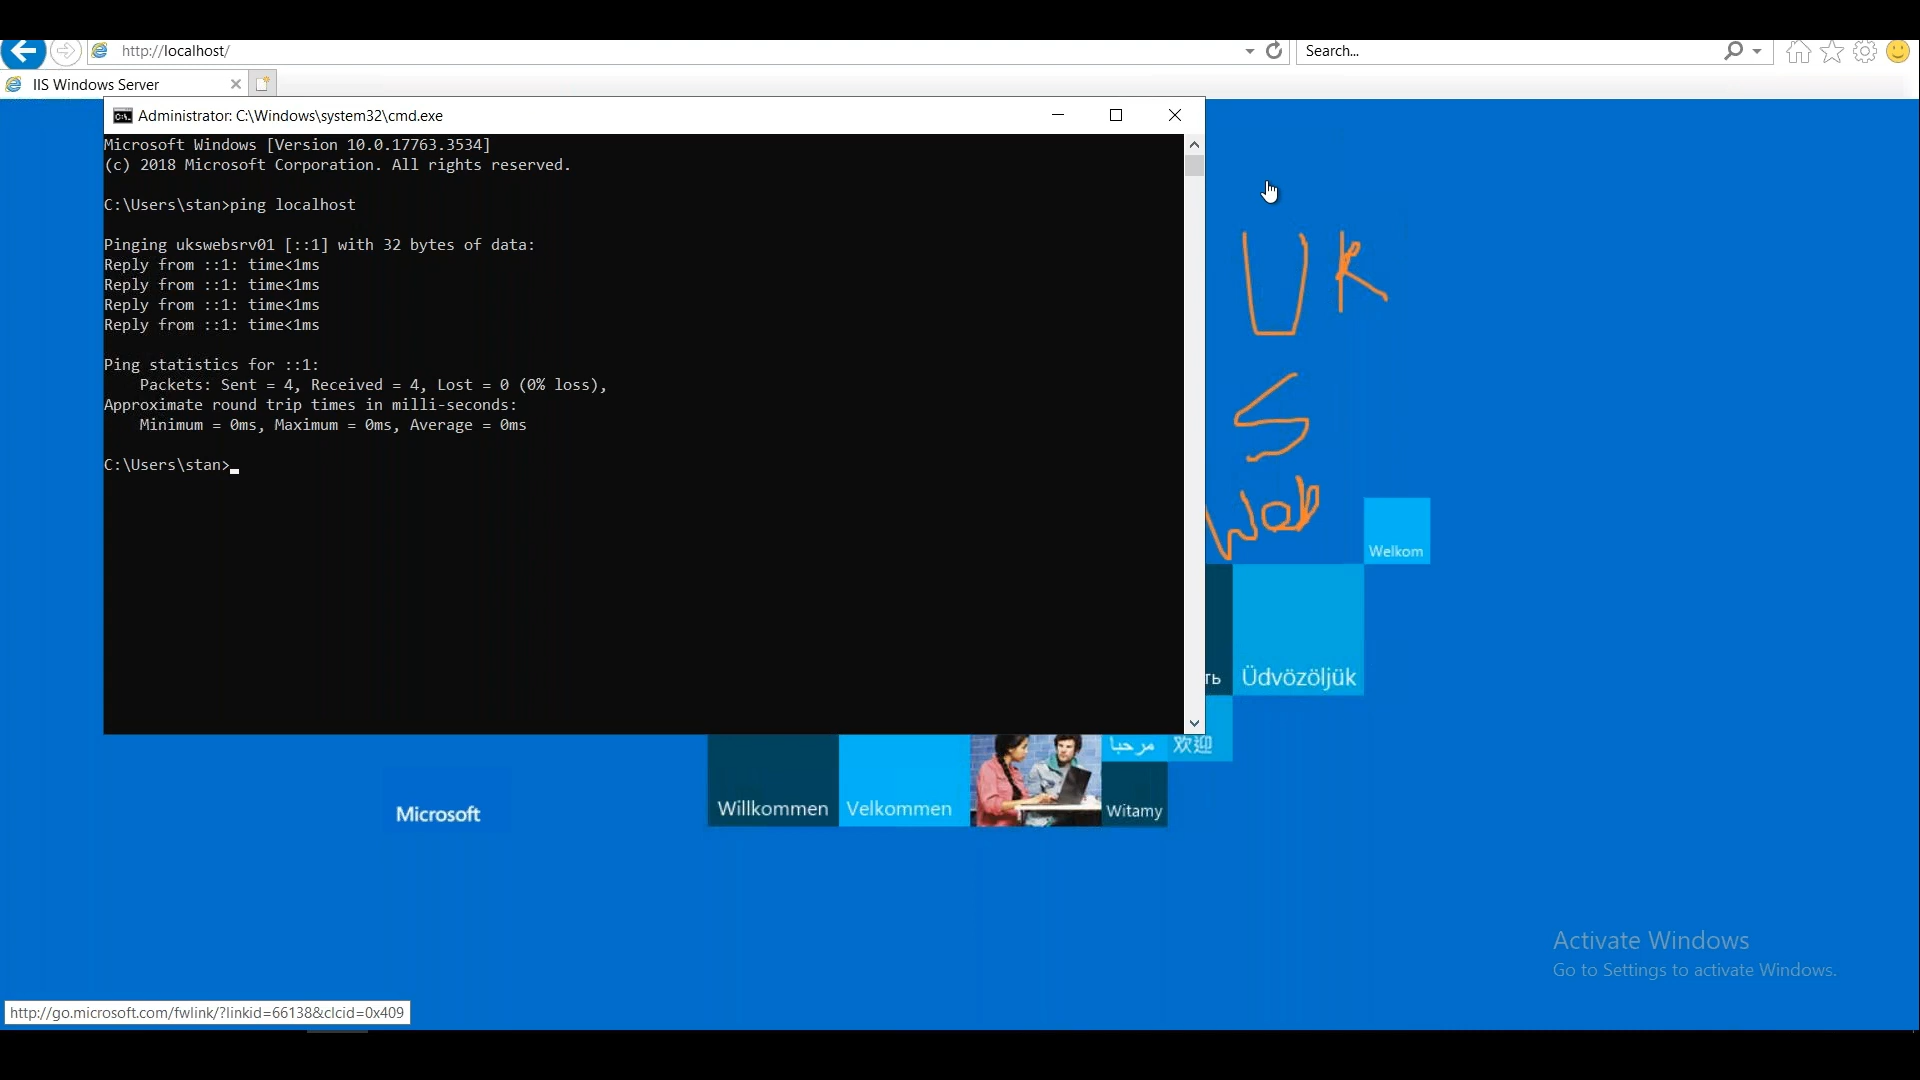 http://localhost/
Search...
IIS Windows Server
Administrator: C:\Windows\system32\cmd.exe
Microsoft Windows [Version 10.0.17763.3534]
(c) 2018 Microsoft Corporation. All rights reserved.
C:\Users\stan>ping localhost
Pinging ukswebsrv01 [::1] with 32 bytes of data:
Reply from ::1: time<1ms
Reply from ::1: time<1ms
Reply from ::1: time<1ms
Reply from ::1: time<1ms
Ping statistics for ::1:
Packets: Sent = 4, Received = 4, Lost = 0 (0% loss),
Approximate round trip times in milli-seconds:
Minimum = 0ms, Maximum = 0ms, Average = 0ms
C:\Users\stan>
UK
S
Web
Welkom
ть Üdvözöljük
مرحبا 欢迎
Willkommen Velkommen Witamy
Microsoft
Activate Windows
Go to Settings to activate Windows.
http://go.microsoft.com/fwlink/?linkid=66138&clcid=0x409